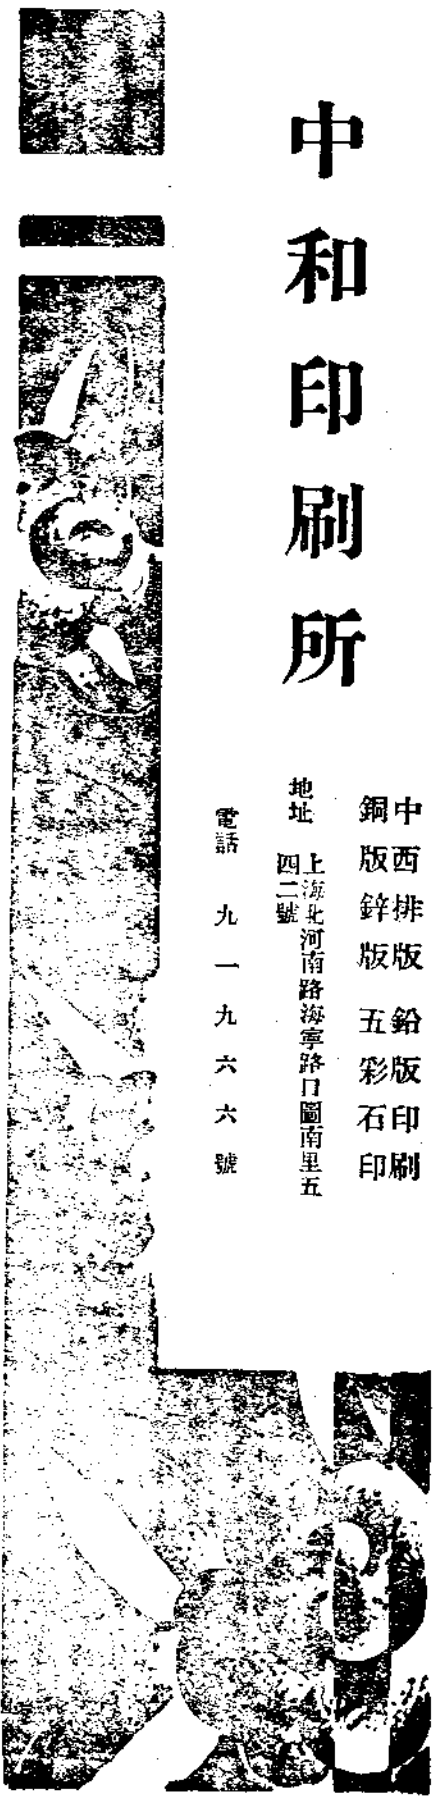 中和印刷所
中西排版 鉛版印刷
銅版鋅版 五彩石印
地址 上海北河南路海寧路口圖南里五
四二號
電話 九一九六六號